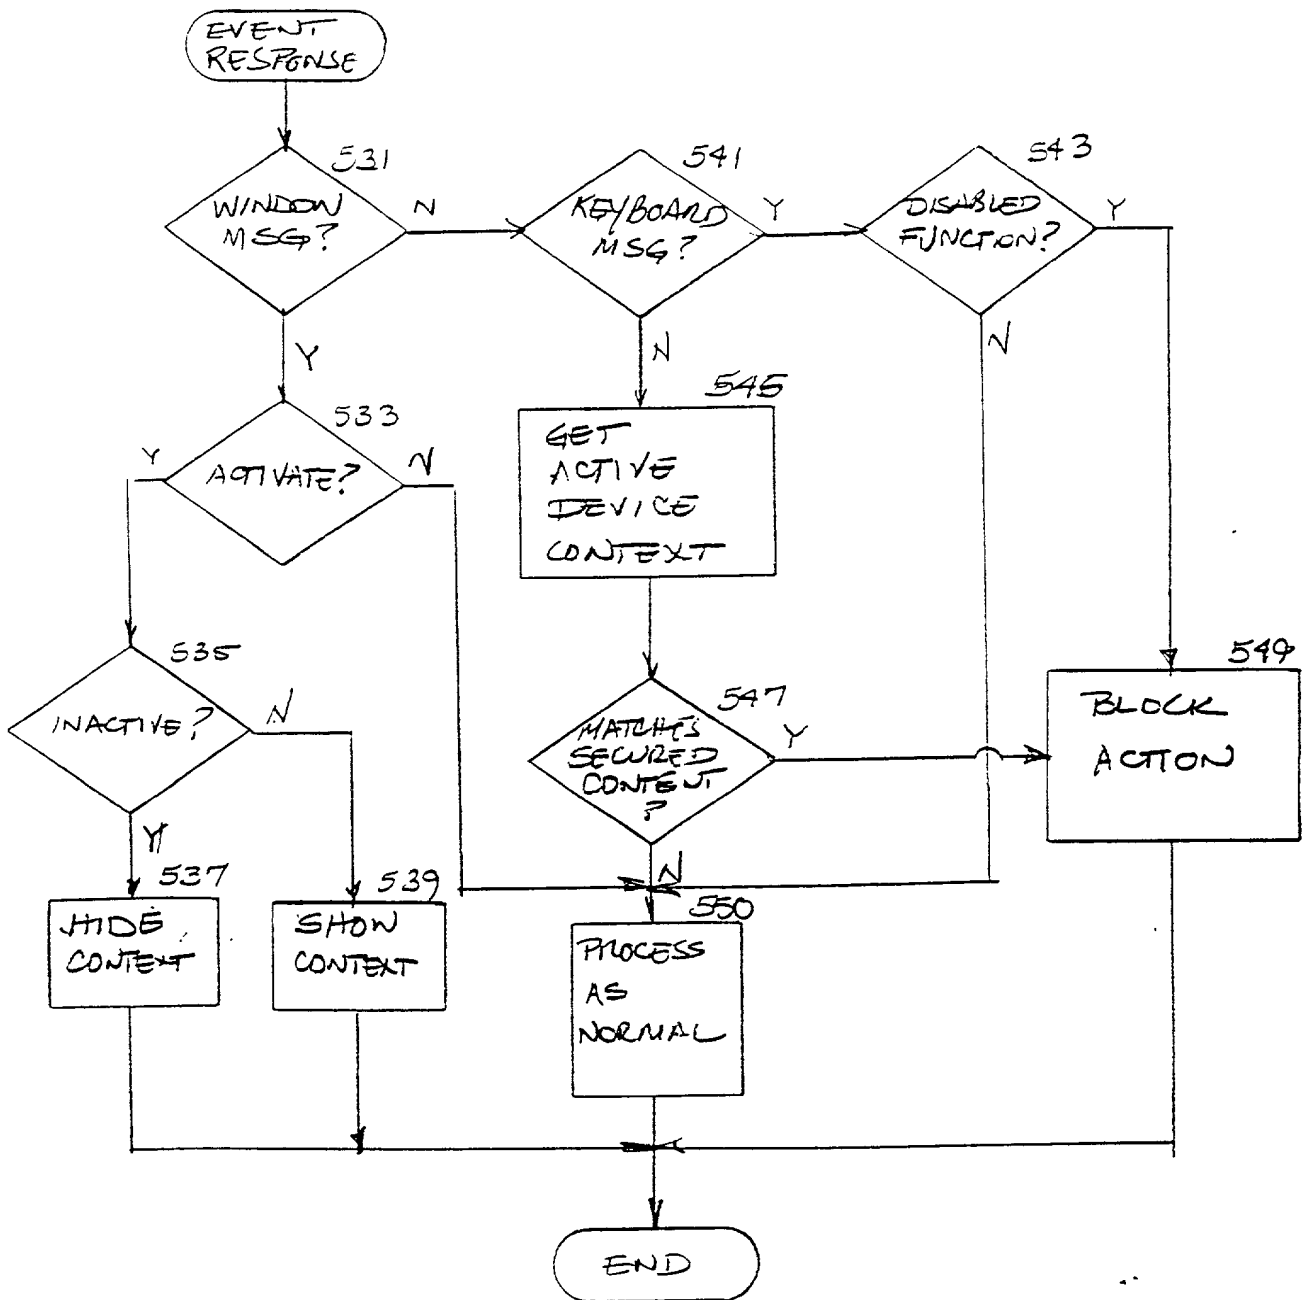 EVENT
RESPONSE
531
WINDOW
MSG?
N
541
KEYBOARD
MSG?
Y
543
DISABLED
FUNCTION?
Y
Y
N
N
533
ACTIVATE?
Y
N
545
GET
ACTIVE
DEVICE
CONTEXT
535
INACTIVE?
N
Y
547
MATCHES
SECURED
CONTENT
?
Y
N
549
BLOCK
ACTION
537
HIDE
CONTEXT
539
SHOW
CONTEXT
550
PROCESS
AS
NORMAL
END